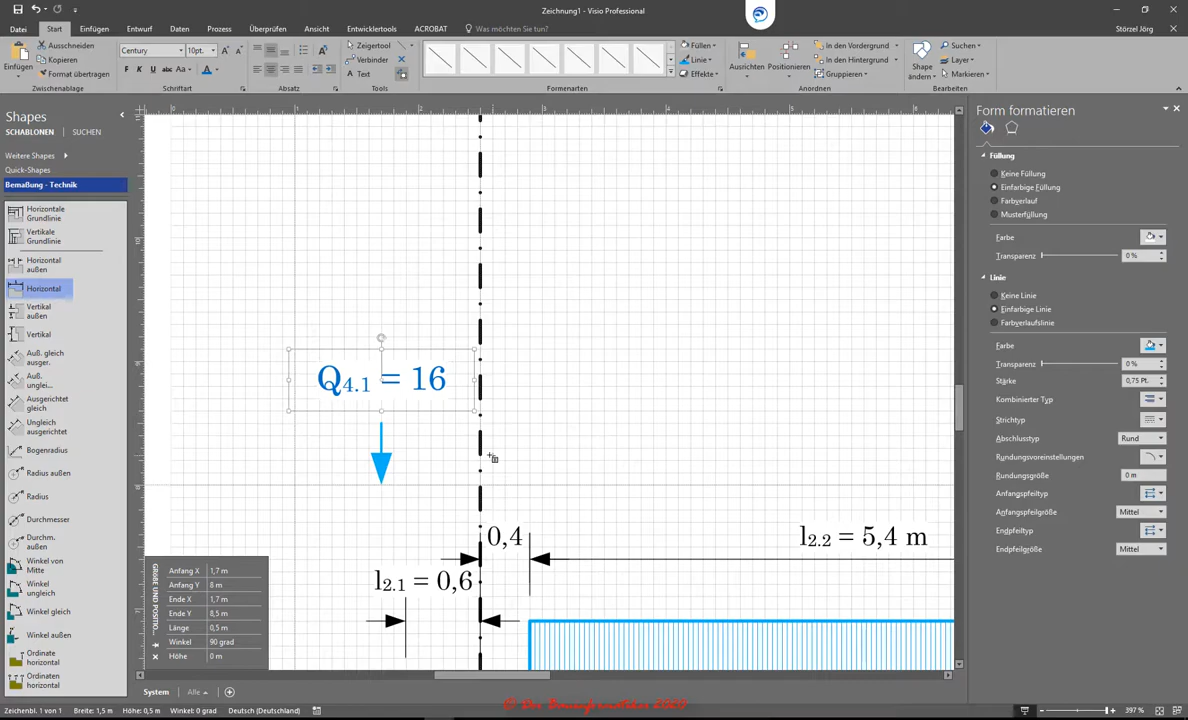 Zeichnung1 - Visio Professional
Datei Start Einfügen Entwurf Daten Prozess Überprüfen Ansicht Entwicklertools ACROBAT Was möchten Sie tun? Störzel Jörg
Einfügen
Ausschneiden
Kopieren
Format übertragen
Zwischenablage
Century 10pt.
F K U abc Aa A
Schriftart
Absatz
Zeigertool
Verbinder
A Text
Tools
Formenarten
Füllen
Linie
Effekte
Ausrichten Positionieren
In den Vordergrund
In den Hintergrund
Gruppieren
Anordnen
Shape ändern
Suchen
Layer
Markieren
Bearbeiten
Shapes
SCHABLONEN SUCHEN
Weitere Shapes
Quick-Shapes
Bemaßung - Technik
Horizontale Grundlinie
Vertikale Grundlinie
Horizontal außen
Horizontal
Vertikal außen
Vertikal
Auß. gleich ausger.
Auß. unglei...
Ausgerichtet gleich
Ungleich ausgerichtet
Bogenradius
Radius außen
Radius
Durchmesser
Durchm. außen
Winkel von Mitte
Winkel ungleich
Winkel gleich
Winkel außen
Ordinate horizontal
Ordinaten horizontal
Q4.1 = 16
0,4
l2.2 = 5,4 m
l2.1 = 0,6
GRÖSSE UND POSITIO...
Anfang X 1,7 m
Anfang Y 8 m
Ende X 1,7 m
Ende Y 8,5 m
Länge 0,5 m
Winkel 90 grad
Höhe 0 m
Form formatieren
Füllung
Keine Füllung
Einfarbige Füllung
Farbverlauf
Musterfüllung
Farbe
Transparenz 0 %
Linie
Keine Linie
Einfarbige Linie
Farbverlaufslinie
Farbe
Transparenz 0 %
Stärke 0,75 Pt.
Kombinierter Typ
Strichtyp
Abschlusstyp Rund
Rundungsvoreinstellungen
Rundungsgröße 0 m
Anfangspfeiltyp
Anfangspfeilgröße Mittel
Endpfeiltyp
Endpfeilgröße Mittel
System Alle
Zeichenbl. 1 von 1 Breite: 1,5 m Höhe: 0,5 m Winkel: 0 grad Deutsch (Deutschland)
397 %